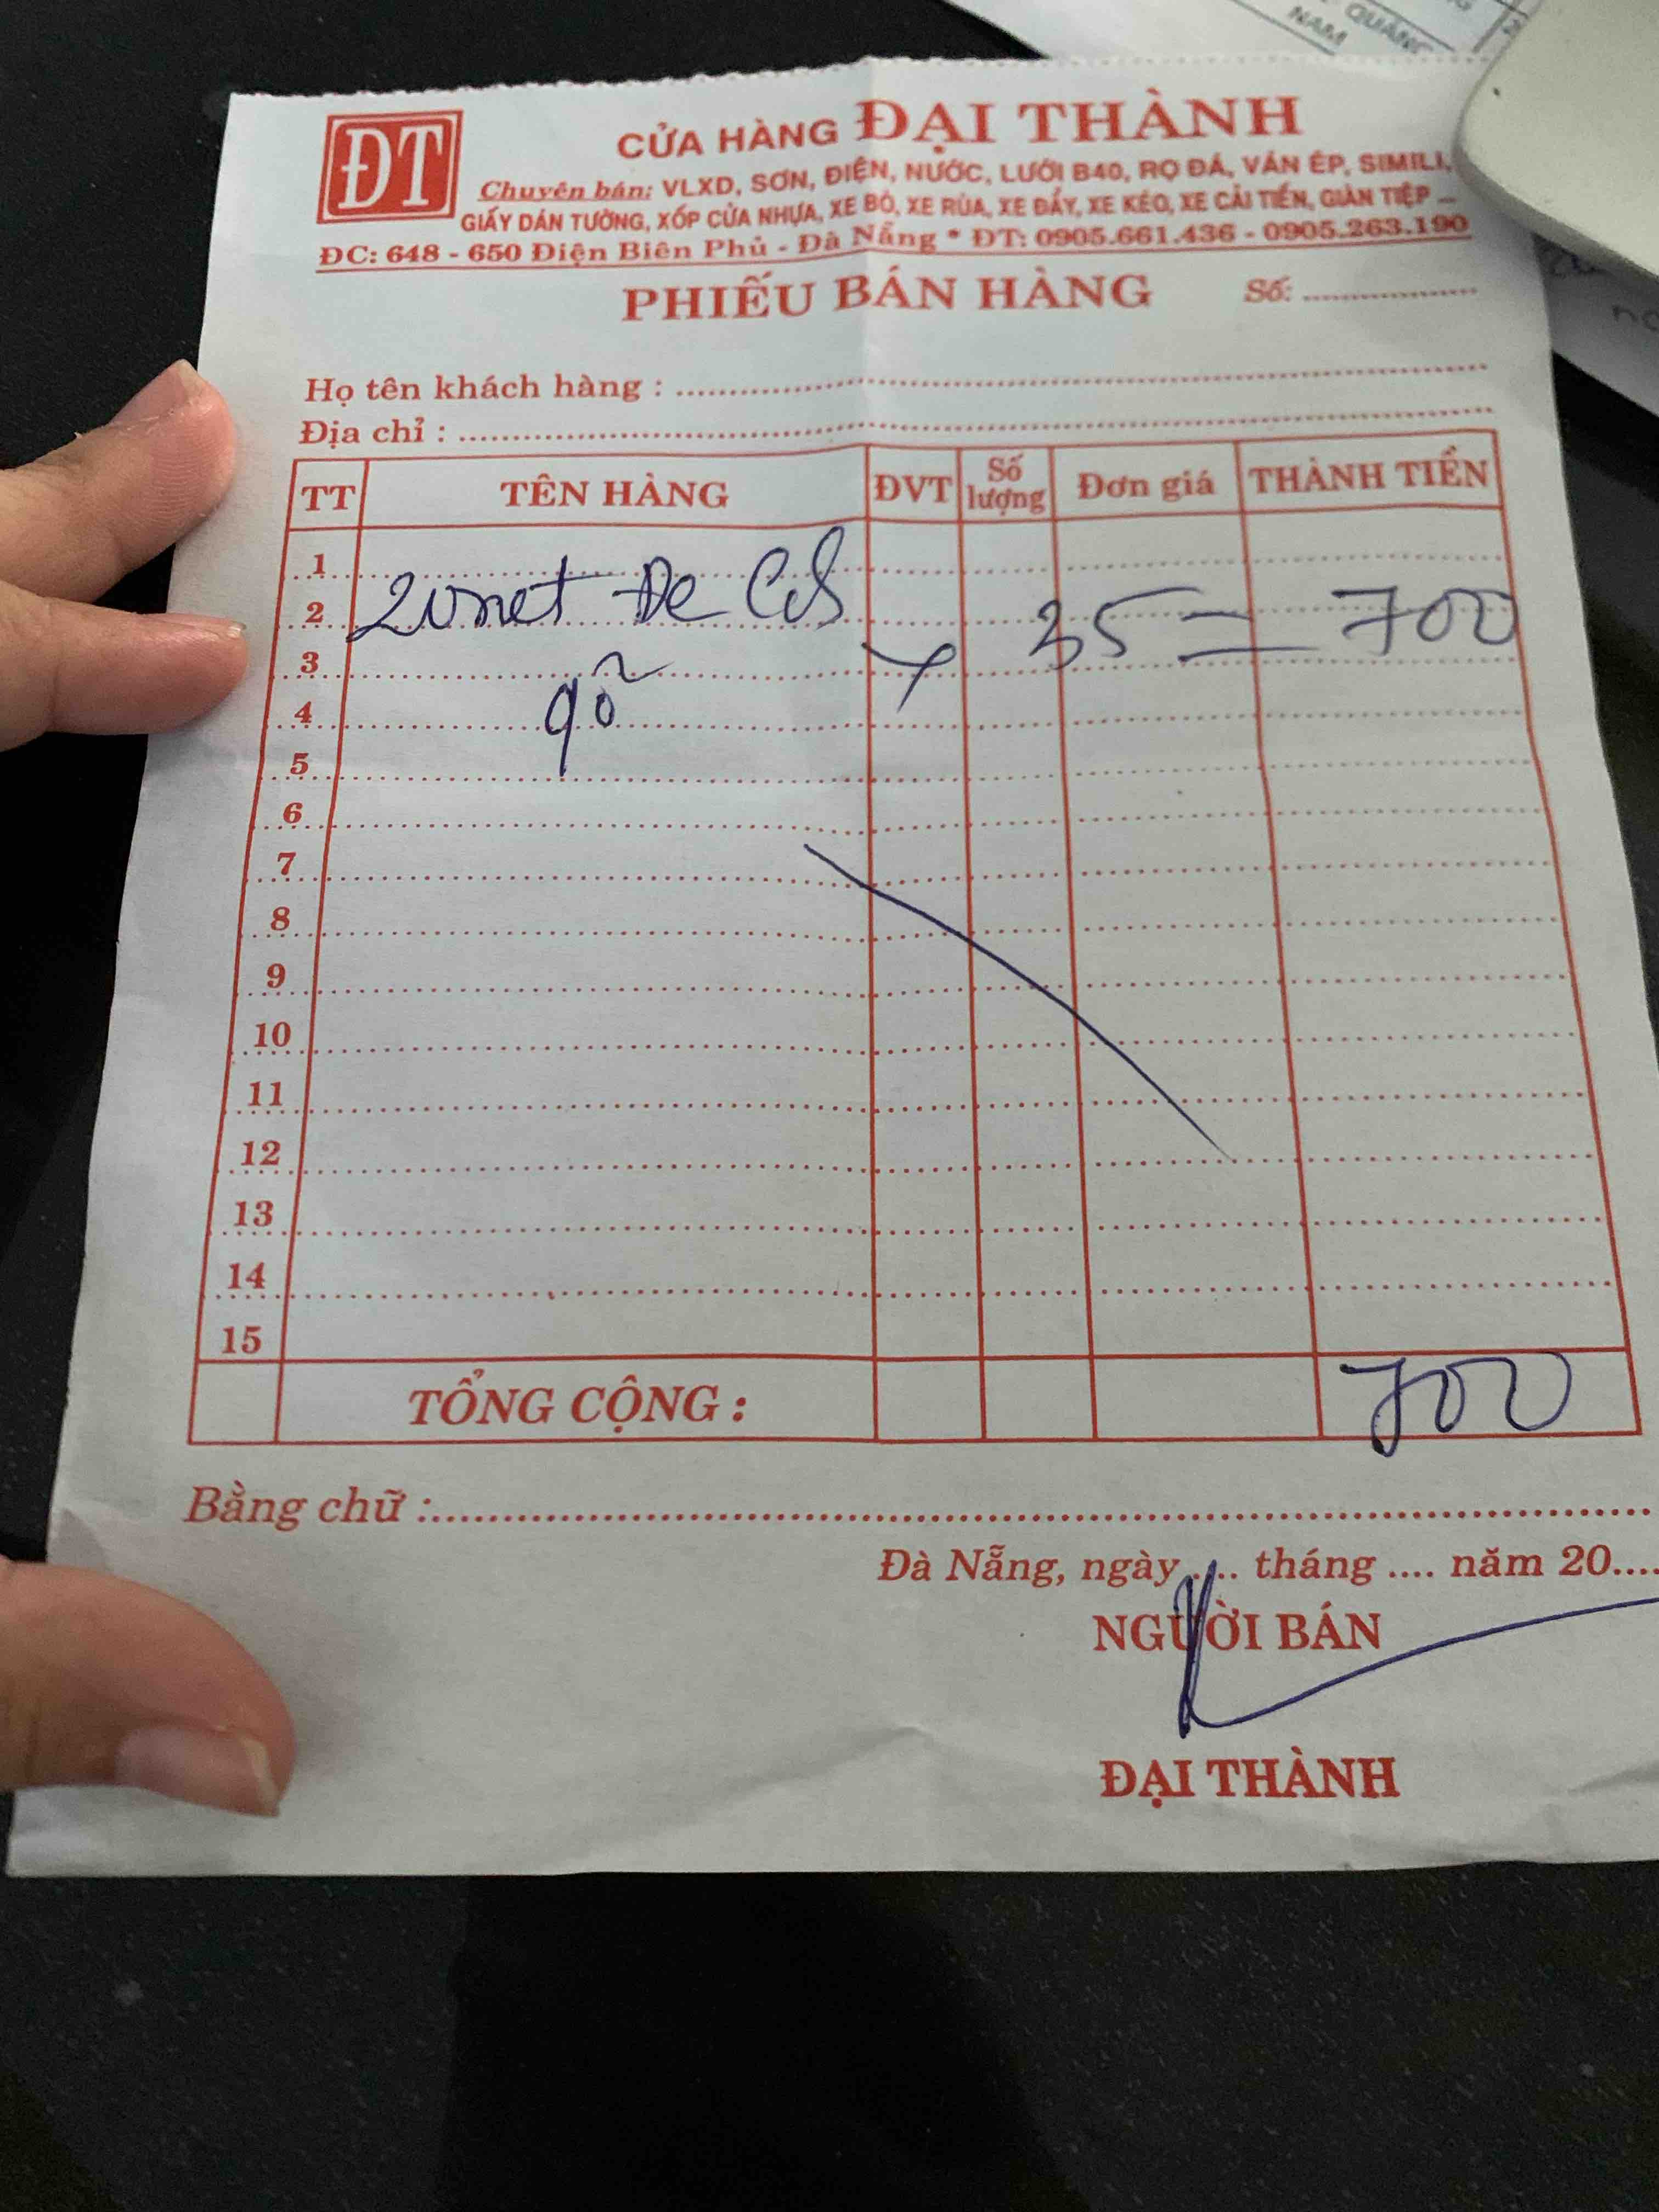 QUẢNG
NAM
ĐT
CỬA HÀNG ĐẠI THÀNH
Chuyên bán: VLXD, SƠN, ĐIỆN, NƯỚC, LƯỚI B40, RỌ ĐÁ, VÁN ÉP, SIMILI,
GIẤY DÁN TƯỜNG, XỐP CỬA NHỰA, XE BÒ, XE RÙA, XE ĐẨY, XE KÉO, XE CẢI TIẾN, GIÀN TIỆP ...
ĐC: 648 - 650 Điện Biên Phủ - Đà Nẵng * ĐT: 0905.661.436 - 0905.263.190
PHIẾU BÁN HÀNG Số: ....................
Họ tên khách hàng : ....................
Địa chỉ : ....................
TT TÊN HÀNG ĐVT Số lượng Đơn giá THÀNH TIỀN
1
2 20 met x 35 = 700
3
4 gỗ
5
6
7
8
9
10
11
12
13
14
15
TỔNG CỘNG : 700
Bằng chữ :....................
Đà Nẵng, ngày .... tháng .... năm 20....
NGƯỜI BÁN
ĐẠI THÀNH